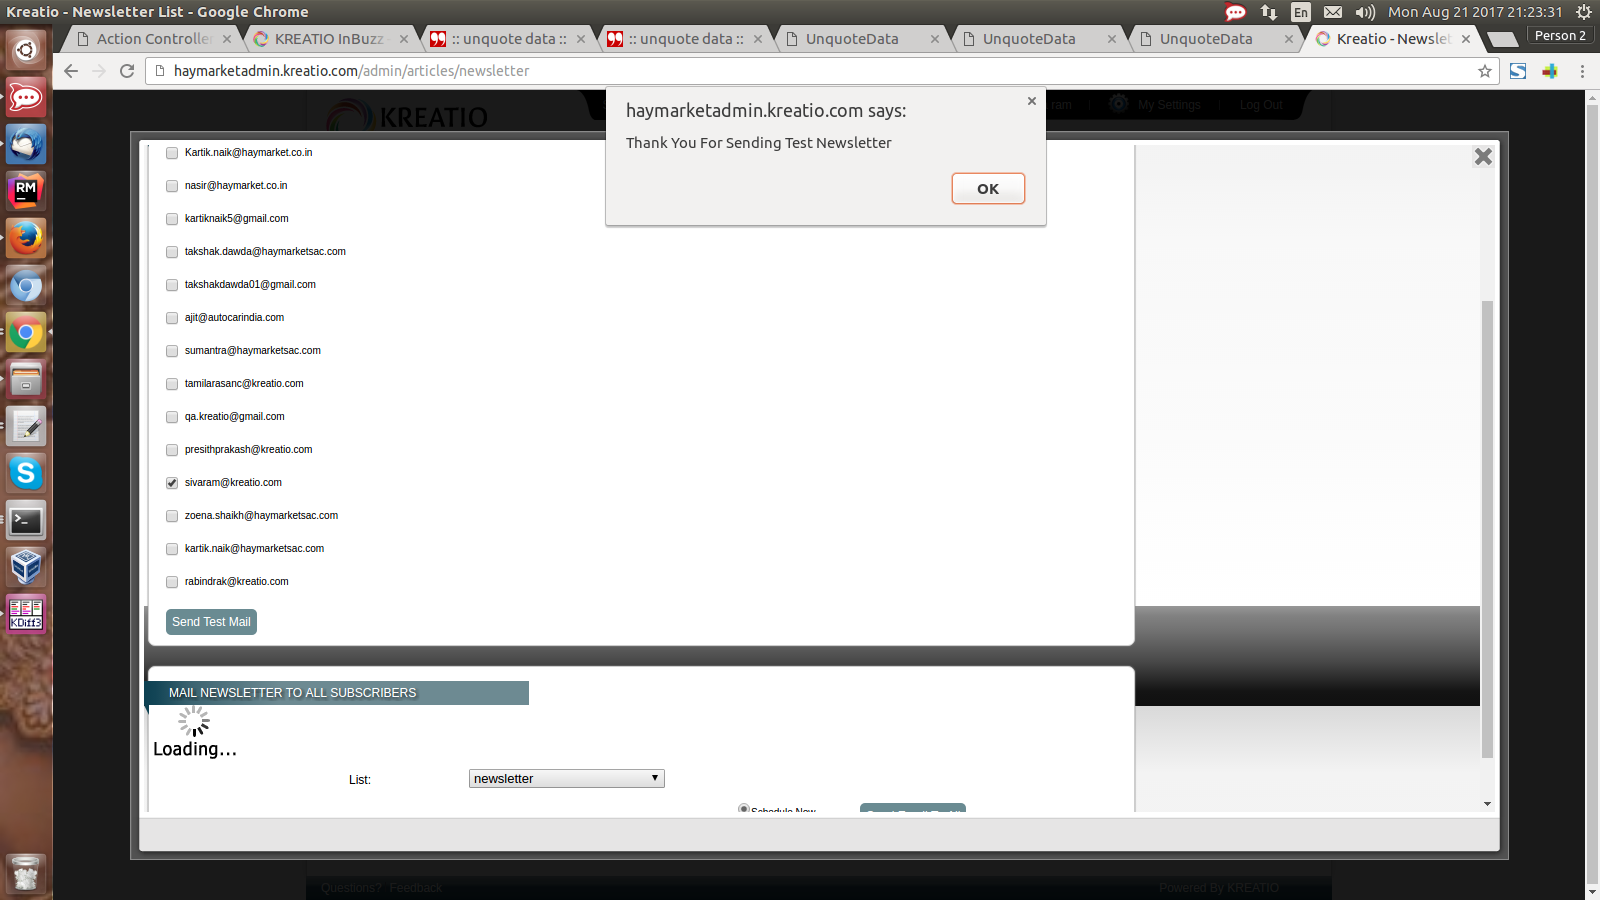 Kreatio - Newsletter List - Google Chrome
En
Mon Aug 21 2017 21:23:31
Action Controlle
KREATIO InBuzz
:: unquote data ::
:: unquote data ::
UnquoteData
UnquoteData
UnquoteData
Kreatio - Newslet
Person 2
haymarketadmin.kreatio.com/admin/articles/newsletter
KREATIO
ram
My Settings
Log Out
haymarketadmin.kreatio.com says:
Thank You For Sending Test Newsletter
OK
Kartik.naik@haymarket.co.in
nasir@haymarket.co.in
kartiknaik5@gmail.com
takshak.dawda@haymarketsac.com
takshakdawda01@gmail.com
ajit@autocarindia.com
sumantra@haymarketsac.com
tamilarasanc@kreatio.com
qa.kreatio@gmail.com
presithprakash@kreatio.com
sivaram@kreatio.com
zoena.shaikh@haymarketsac.com
kartik.naik@haymarketsac.com
rabindrak@kreatio.com
Send Test Mail
MAIL NEWSLETTER TO ALL SUBSCRIBERS
Loading...
List:
newsletter
Schedule Now
Questions?
Feedback
Powered By KREATIO
RM
S
KDiff3